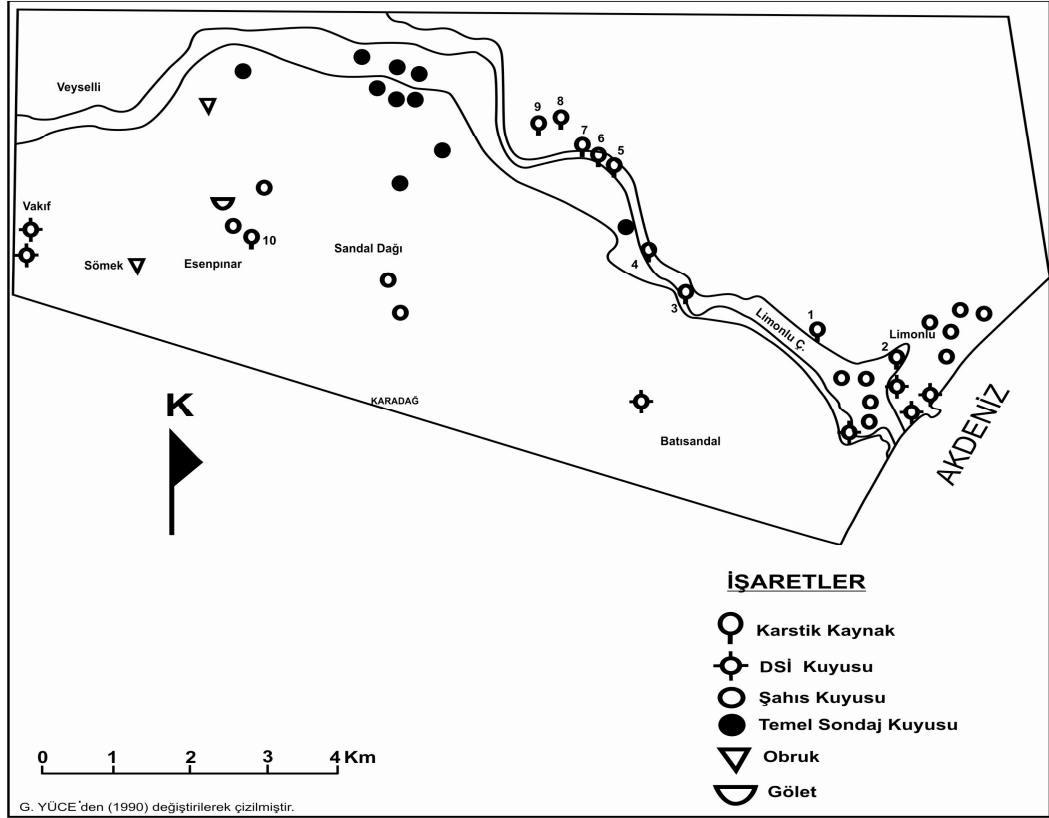 Veyselli
9
8
7
6
5
Vakıf
10
Sömek
Esenpınar
Sandal Dağı
4
3
Limonlu Ç.
1
2
Limonlu
KARADAĞ
K
Batısandal
AKDENİZ
İŞARETLER
Karstik Kaynak
DSİ Kuyusu
Şahıs Kuyusu
Temel Sondaj Kuyusu
Obruk
Gölet
0 1 2 3 4 Km
G. YÜCE'den (1990) değiştirilerek çizilmiştir.